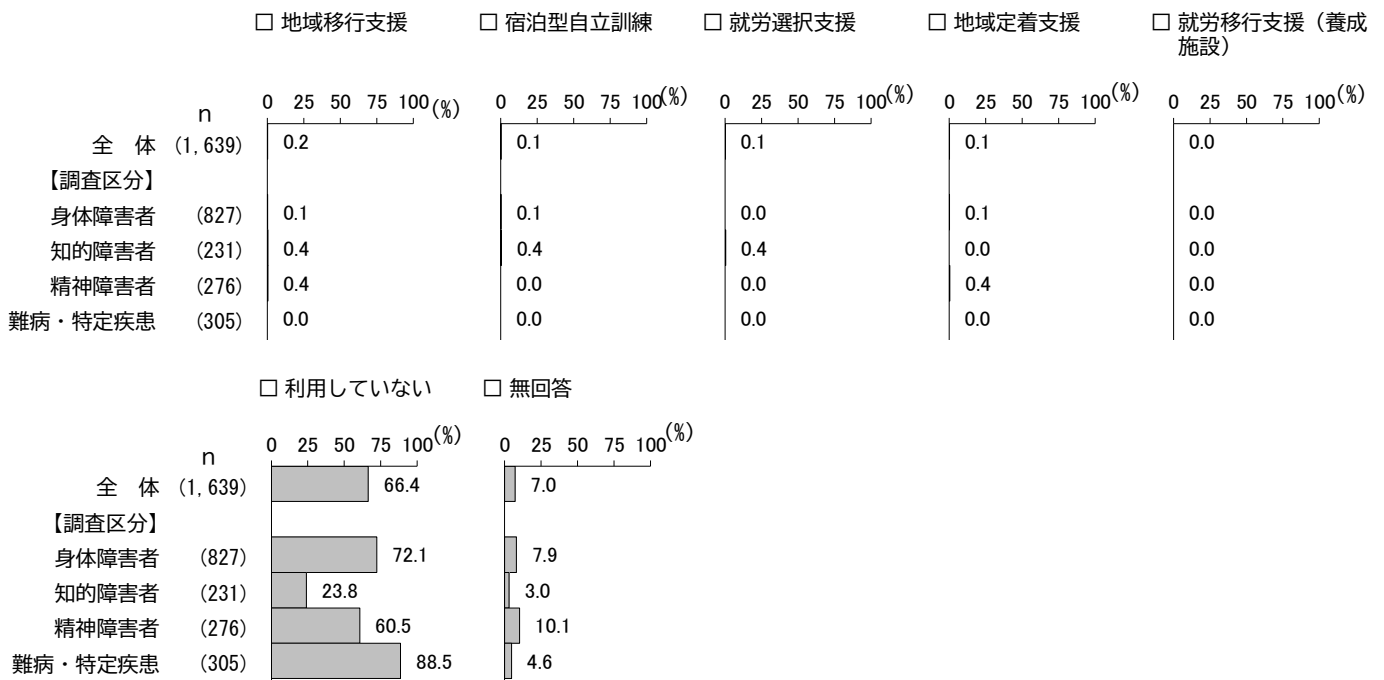 □ 地域移行支援 □ 宿泊型自立訓練 □ 就労選択支援 □ 地域定着支援 □ 就労移行支援（養成
施設）
n 0 25 50 75 100(%) 0 25 50 75 100(%) 0 25 50 75 100(%) 0 25 50 75 100(%) 0 25 50 75 100(%)
全　体 (1,639) 0.2 0.1 0.1 0.1 0.0
【調査区分】
身体障害者 (827) 0.1 0.1 0.0 0.1 0.0
知的障害者 (231) 0.4 0.4 0.4 0.0 0.0
精神障害者 (276) 0.4 0.0 0.0 0.4 0.0
難病・特定疾患 (305) 0.0 0.0 0.0 0.0 0.0
□ 利用していない □ 無回答
n 0 25 50 75 100(%) 0 25 50 75 100(%)
全　体 (1,639) 66.4 7.0
【調査区分】
身体障害者 (827) 72.1 7.9
知的障害者 (231) 23.8 3.0
精神障害者 (276) 60.5 10.1
難病・特定疾患 (305) 88.5 4.6